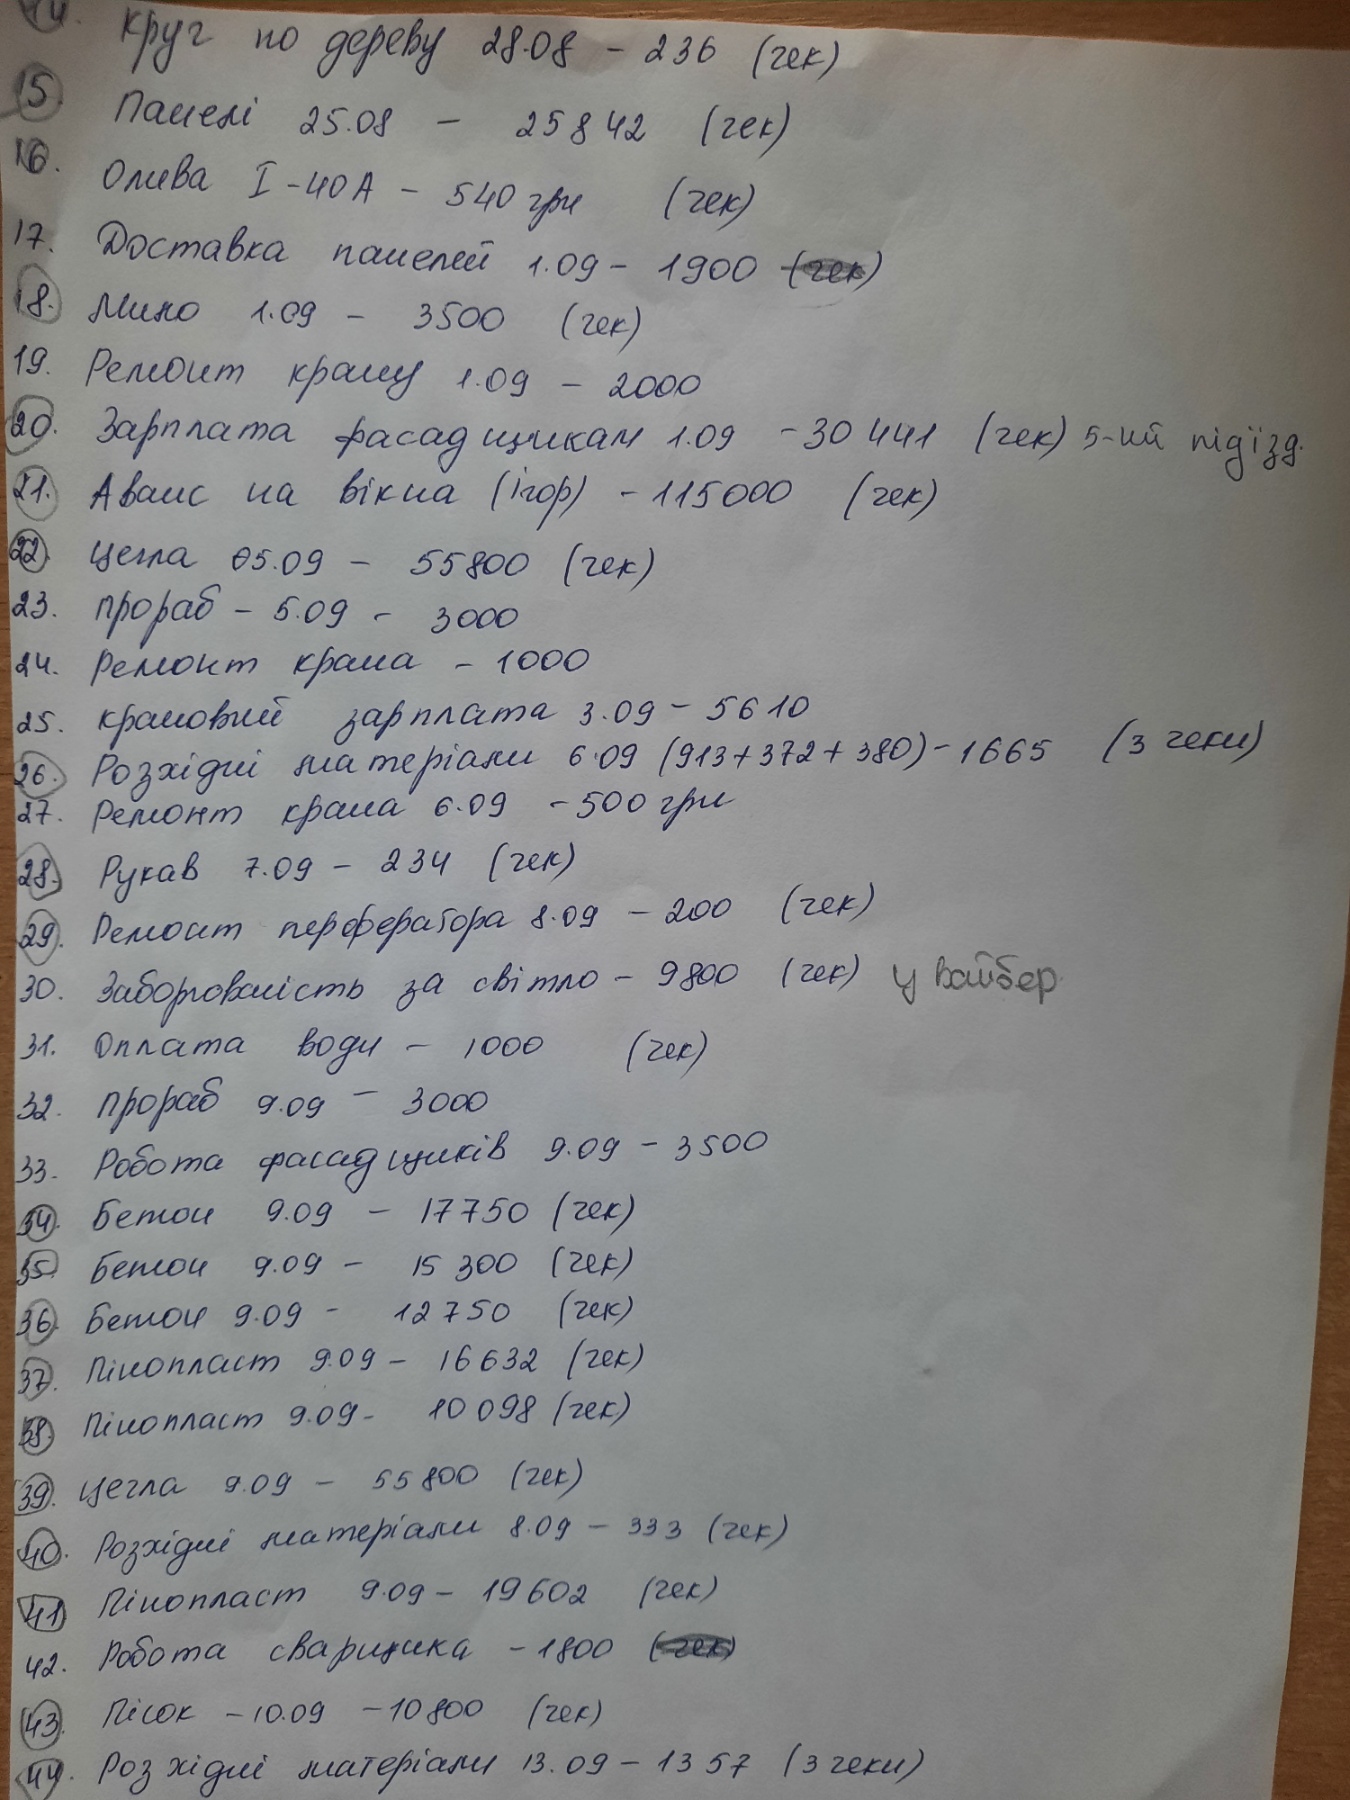 14. Круг по дереву 28.08 - 236 (чек)
15. Панелі 25.08 - 25842 (чек)
16. Олива І-40А - 540 грн (чек)
17. Доставка панелей 1.09 - 1900 (чек)
18. Мило 1.09 - 3500 (чек)
19. Ремонт крану 1.09 - 2000
20. Зарплата фасадщикам 1.09 - 30 441 (чек) 5-ий під'їзд.
21. Аванс на вікна (Ігор) - 115000 (чек)
22. Цегла 05.09 - 55800 (чек)
23. Прораб - 5.09 - 3000
24. Ремонт крана - 1000
25. Крановий зарплата 3.09 - 5610
26. Розхідні матеріали 6.09 (913+372+380) - 1665 (3 чеки)
27. Ремонт крана 6.09 - 500 грн
28. Рукав 7.09 - 234 (чек)
29. Ремонт перфератора 8.09 - 200 (чек)
30. Заборгованість за світло - 9800 (чек) у вайбер
31. Оплата води - 1000 (чек)
32. Прораб 9.09 - 3000
33. Робота фасадщиків 9.09 - 3500
34. Бетон 9.09 - 17750 (чек)
35. Бетон 9.09 - 15 300 (чек)
36. Бетон 9.09 - 12750 (чек)
37. Пінопласт 9.09 - 16632 (чек)
38. Пінопласт 9.09 - 10098 (чек)
39. Цегла 9.09 - 55800 (чек)
40. Розхідні матеріали 8.09 - 333 (чек)
41. Пінопласт 9.09 - 19602 (чек)
42. Робота сварщика - 1800 (чек)
43. Пісок - 10.09 - 10800 (чек)
44. Розхідні матеріали 13.09 - 1357 (3 чеки)